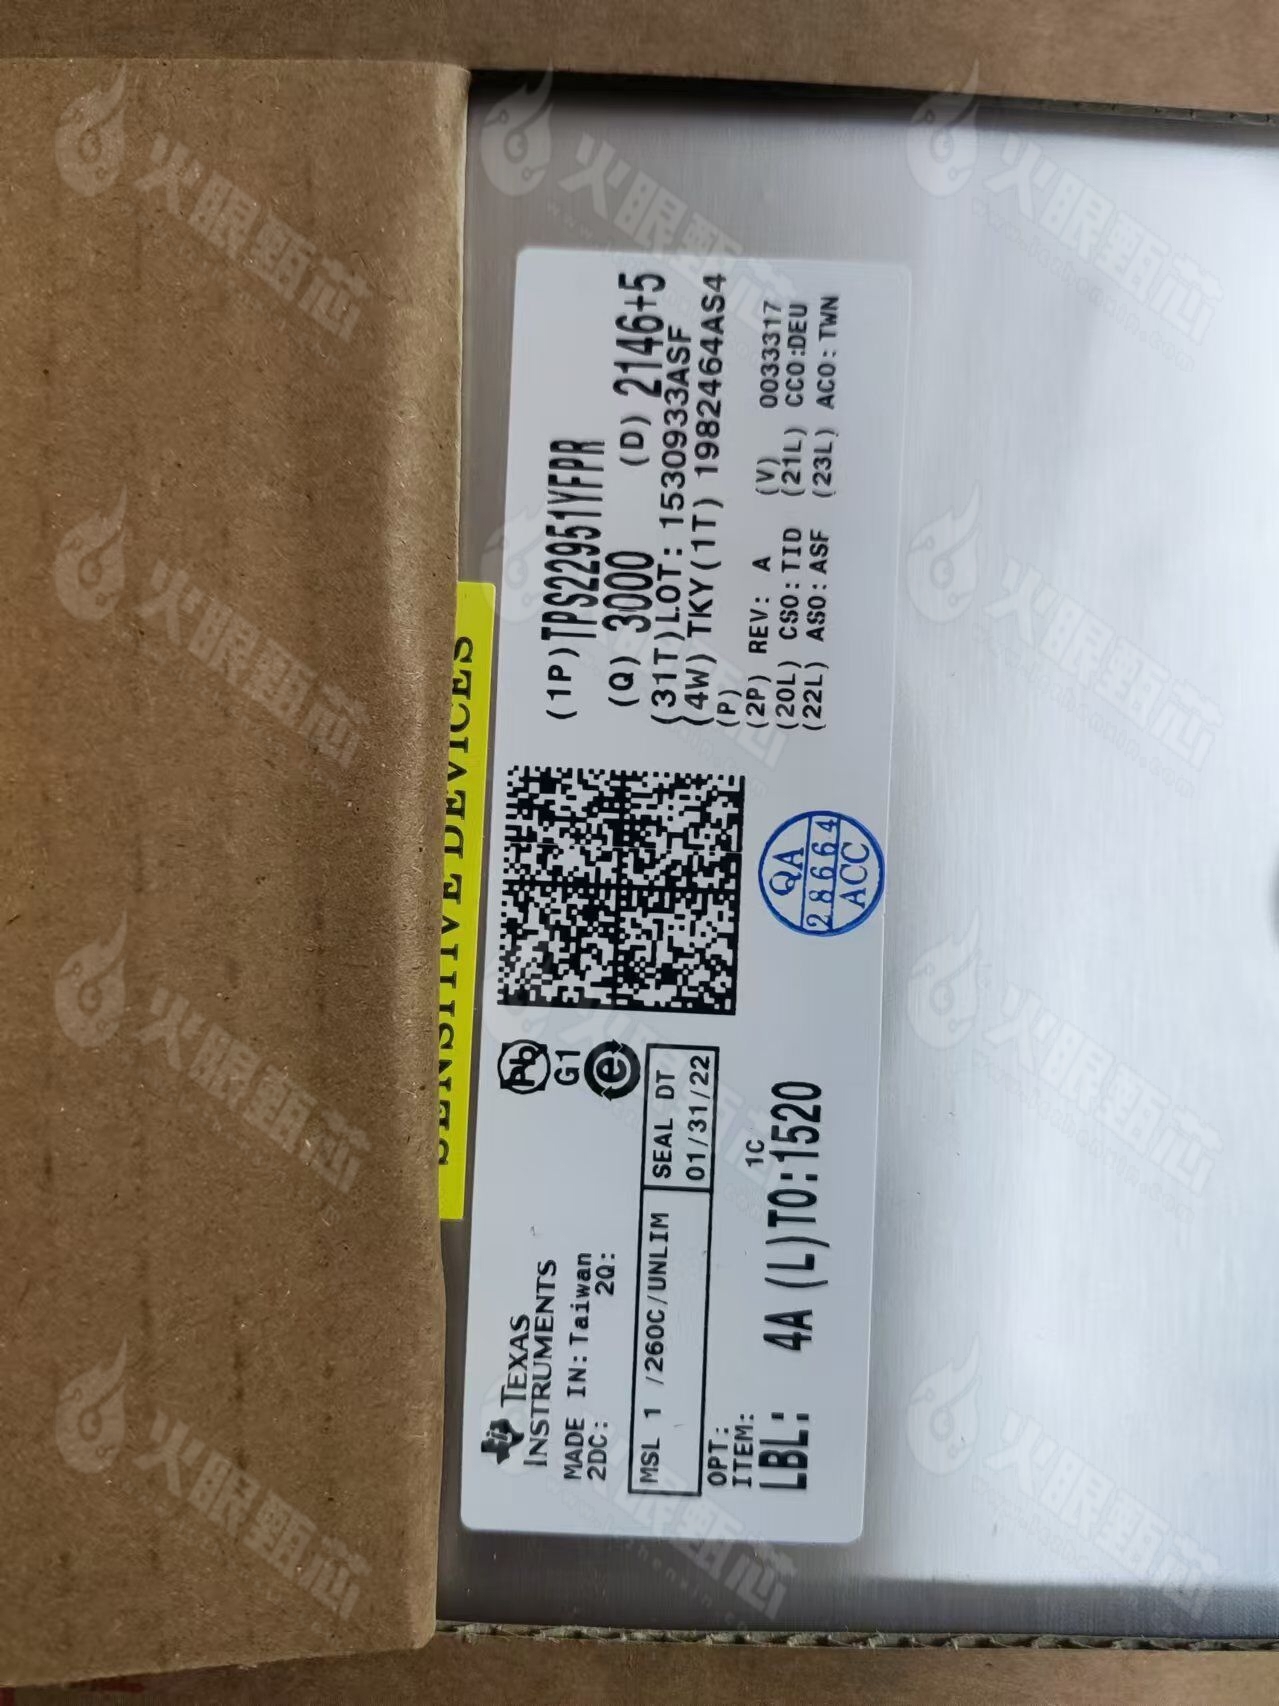 SENSITIVE DEVICES
TEXAS
INSTRUMENTS
MADE IN: Taiwan
2DC: 2Q:
MSL 1 /260C/UNLIM
SEAL DT
01/31/22
OPT:
ITEM: 1C
LBL: 4A (L)TO:1520
Pb
G1
e
(1P)TPS22951YFPR
(Q) 3000 (D) 2146+5
(31T)LOT: 1530933ASF
(4W)TKY(1T) 1982464AS4
(P)
(2P) REV: A (V) 0033317
(20L) CSO:TID (21L) CCO:DEU
(22L) ASO:ASF (23L) ACO:TWN
QA
28664
ACC
火眼甄芯